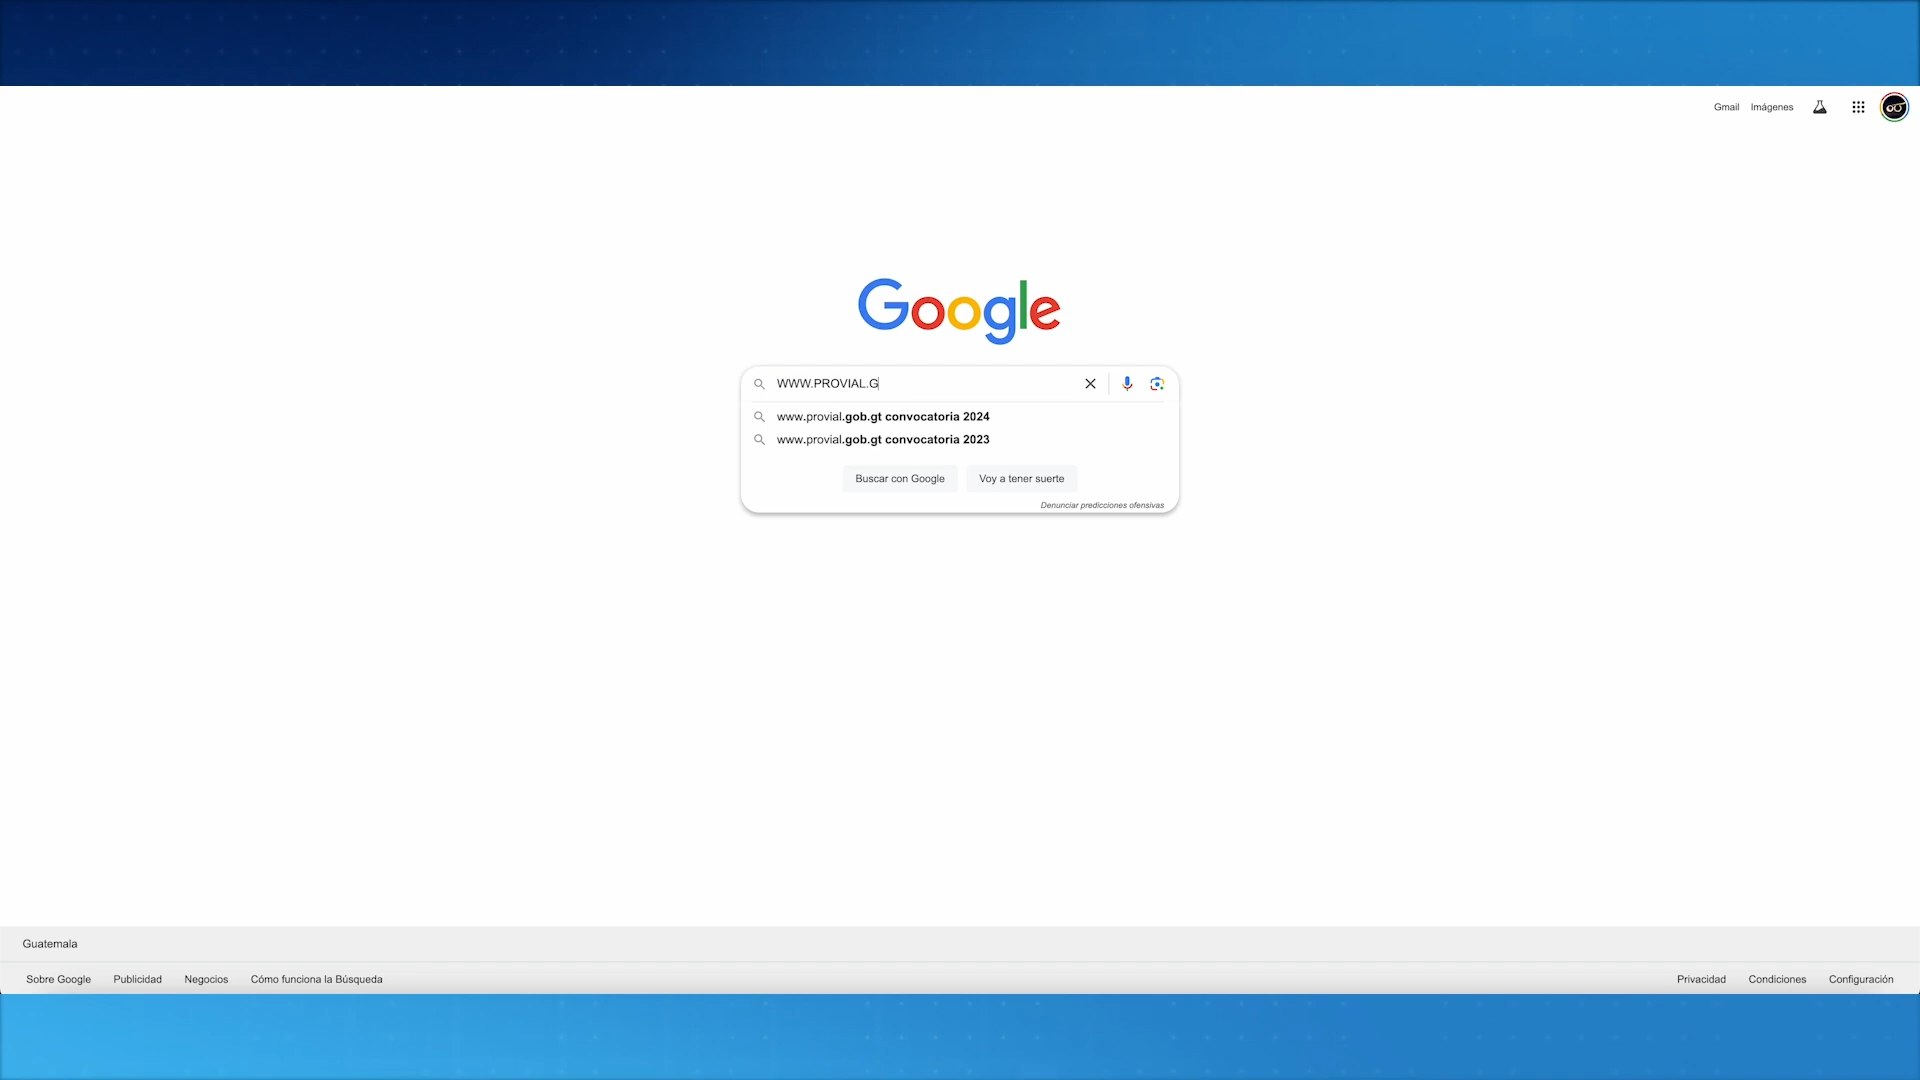 Gmail Imágenes
Google
WWW.PROVIAL.G
www.provial.gob.gt convocatoria 2024
www.provial.gob.gt convocatoria 2023
Buscar con Google Voy a tener suerte
Denunciar predicciones ofensivas
Guatemala
Sobre Google Publicidad Negocios Cómo funciona la Búsqueda Privacidad Condiciones Configuración